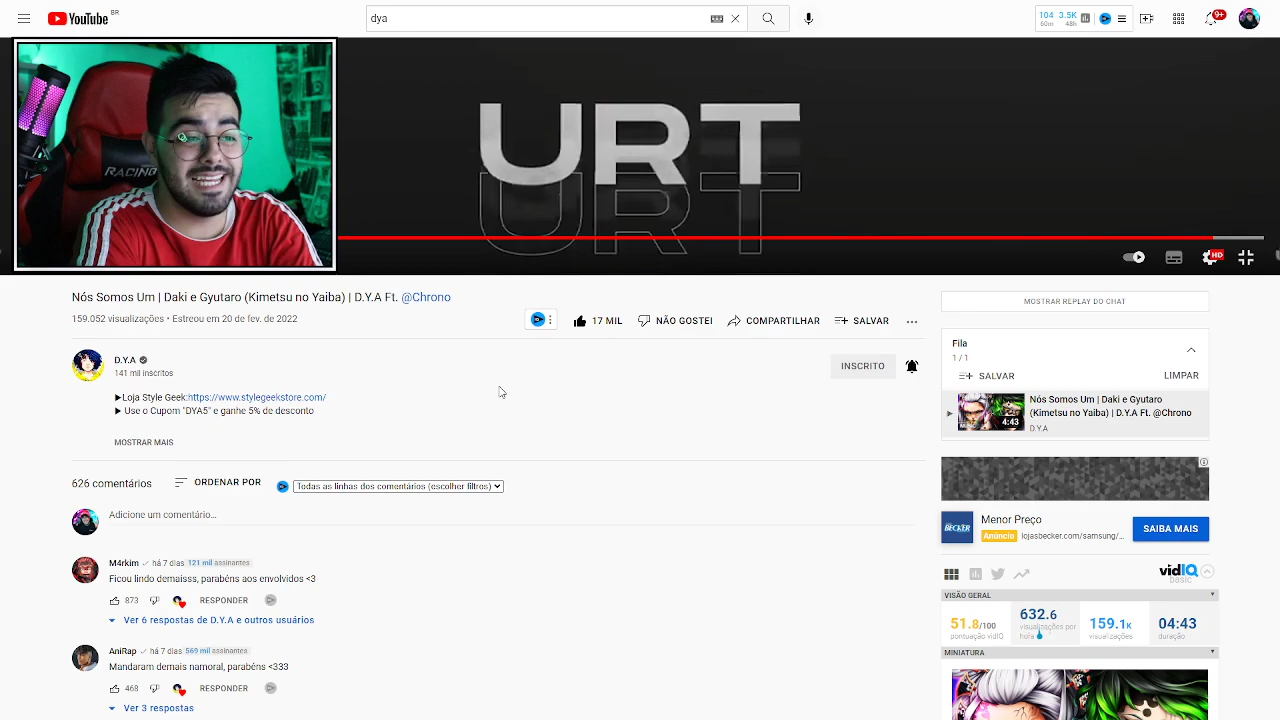 YouTube BR
dya
104 3.5K
60m 48h
9+
RACING
URT
URT
HD
Nós Somos Um | Daki e Gyutaro (Kimetsu no Yaiba) | D.Y.A Ft. @Chrono
159.052 visualizações • Estreou em 20 de fev. de 2022
17 MIL
NÃO GOSTEI
COMPARTILHAR
SALVAR
D.Y.A
141 mil inscritos
INSCRITO
▶Loja Style Geek:https://www.stylegeekstore.com/
▶ Use o Cupom "DYA5" e ganhe 5% de desconto
MOSTRAR MAIS
626 comentários
ORDENAR POR
Todas as linhas dos comentários (escolher filtros)
Adicione um comentário...
M4rkim há 7 dias 121 mil assinantes
Ficou lindo demaisss, parabéns aos envolvidos <3
873
RESPONDER
Ver 6 respostas de D.Y.A e outros usuários
AniRap há 7 dias 569 mil assinantes
Mandaram demais namoral, parabéns <333
468
RESPONDER
Ver 3 respostas
MOSTRAR REPLAY DO CHAT
Fila
1 / 1
SALVAR
LIMPAR
4:43
Nós Somos Um | Daki e Gyutaro
(Kimetsu no Yaiba) | D.Y.A Ft. @Chrono
D.Y.A
BECKER
Menor Preço
Anúncio lojasbecker.com/samsung/...
SAIBA MAIS
vidIQ
basic
VISÃO GERAL
51.8/100
pontuação vidIQ
632.6
visualizações por
hora
159.1K
visualizações
04:43
duração
MINIATURA